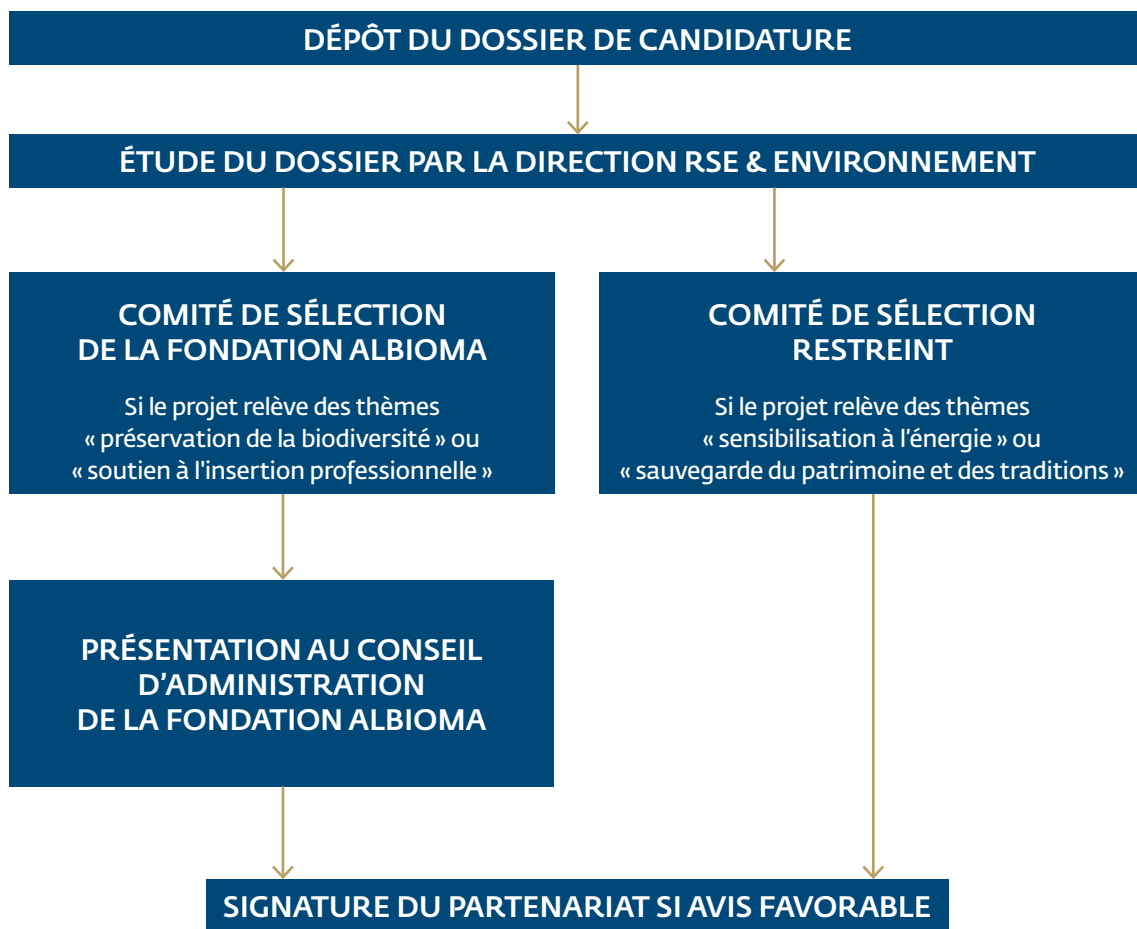 DÉPÔT DU DOSSIER DE CANDIDATURE
ÉTUDE DU DOSSIER PAR LA DIRECTION RSE & ENVIRONNEMENT
COMITÉ DE SÉLECTION
DE LA FONDATION ALBIOMA
Si le projet relève des thèmes
« préservation de la biodiversité » ou
« soutien à l'insertion professionnelle »
COMITÉ DE SÉLECTION
RESTREINT
Si le projet relève des thèmes
« sensibilisation à l’énergie » ou
« sauvegarde du patrimoine et des traditions »
PRÉSENTATION AU CONSEIL
D’ADMINISTRATION
DE LA FONDATION ALBIOMA
SIGNATURE DU PARTENARIAT SI AVIS FAVORABLE